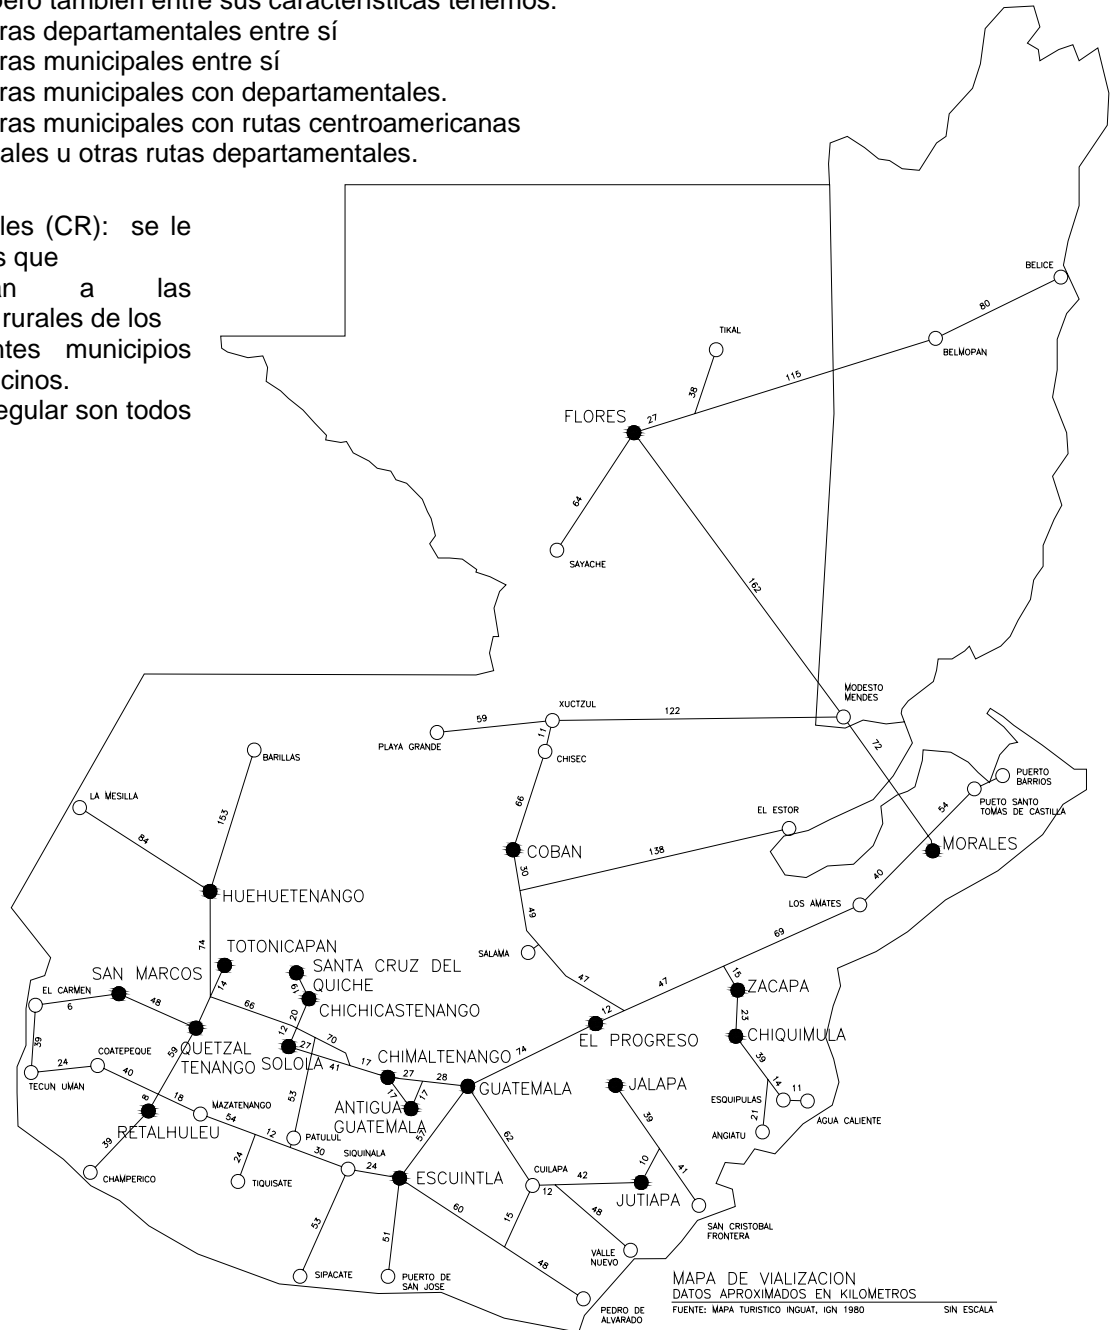 pero también entre sus características tenemos:
ras departamentales entre sí
ras municipales entre sí
ras municipales con departamentales.
ras municipales con rutas centroamericanas
ales u otras rutas departamentales.
les (CR): se le
s que
an a las
rurales de los
ntes municipios
cinos.
egular son todos
BELICE
80
BELMOPAN
TIKAL
115
38
27
FLORES
64
SAYACHE
162
MODESTO
MENDES
XUCTZUL
122
59
PLAYA GRANDE
11
CHISEC
72
BARILLAS
PUERTO
BARRIOS
PUETO SANTO
TOMAS DE CASTILLA
54
LA MESILLA
153
66
EL ESTOR
84
COBAN
138
MORALES
30
40
HUEHUETENANGO
LOS AMATES
49
69
74
TOTONICAPAN
SALAMA
SANTA CRUZ DEL
QUICHE
SAN MARCOS
14
61
47
47
15
ZACAPA
EL CARMEN
6
48
66
20
CHICHICASTENANGO
12
23
EL PROGRESO
CHIQUIMULA
39
59
QUETZAL
TENANGO
12
27
SOLOLA
70
41
17
CHIMALTENANGO
74
24
COATEPEQUE
TECUN UMAN
40
27
28
GUATEMALA
JALAPA
39
14
11
ESQUIPULAS
AGUA CALIENTE
18
MAZATENANGO
53
17
17
ANTIGUA
GUATEMALA
8
RETALHULEU
54
12
PATULUL
57
62
39
21
ANGIATU
39
CHAMPERICO
24
TIQUISATE
30
SIQUINALA
24
ESCUINTLA
CUILAPA
12
42
10
JUTIAPA
41
53
51
60
15
48
SAN CRISTOBAL
FRONTERA
48
VALLE
NUEVO
SIPACATE
PUERTO DE
SAN JOSE
PEDRO DE
ALVARADO
MAPA DE VIALIZACION
DATOS APROXIMADOS EN KILOMETROS
FUENTE: MAPA TURISTICO INGUAT, IGN 1980 SIN ESCALA